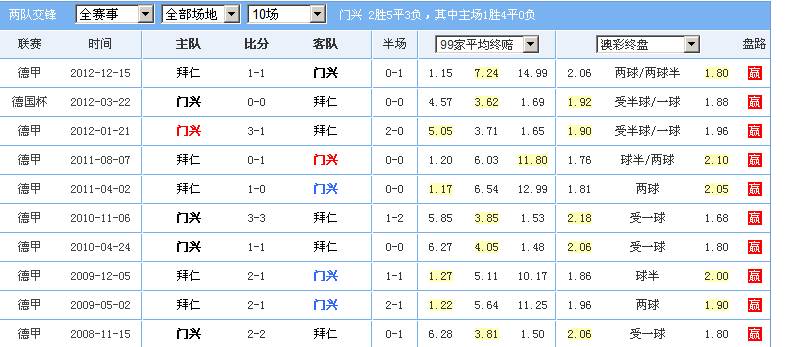 两队交锋 全赛事 全部场地 10场 门兴 2胜5平3负，其中主场1胜4平0负
联赛 时间 主队 比分 客队 半场 99家平均终赔 澳彩终盘 盘路
德甲 2012-12-15 拜仁 1-1 门兴 0-1 1.15 7.24 14.99 2.06 两球/两球半 1.80 赢
德国杯 2012-03-22 门兴 0-0 拜仁 0-0 4.57 3.62 1.69 1.92 受半球/一球 1.88 赢
德甲 2012-01-21 门兴 3-1 拜仁 2-0 5.05 3.71 1.65 1.90 受半球/一球 1.96 赢
德甲 2011-08-07 拜仁 0-1 门兴 0-0 1.20 6.03 11.80 1.76 球半/两球 2.10 赢
德甲 2011-04-02 拜仁 1-0 门兴 0-0 1.17 6.54 12.99 1.81 两球 2.05 赢
德甲 2010-11-06 门兴 3-3 拜仁 1-2 5.85 3.85 1.53 2.18 受一球 1.68 赢
德甲 2010-04-24 门兴 1-1 拜仁 0-0 6.27 4.05 1.48 2.06 受一球 1.80 赢
德甲 2009-12-05 拜仁 2-1 门兴 1-1 1.27 5.11 10.17 1.86 球半 2.00 赢
德甲 2009-05-02 拜仁 2-1 门兴 2-1 1.22 5.64 11.25 1.96 两球 1.90 赢
德甲 2008-11-15 门兴 2-2 拜仁 0-1 6.28 3.81 1.50 2.06 受一球 1.80 赢